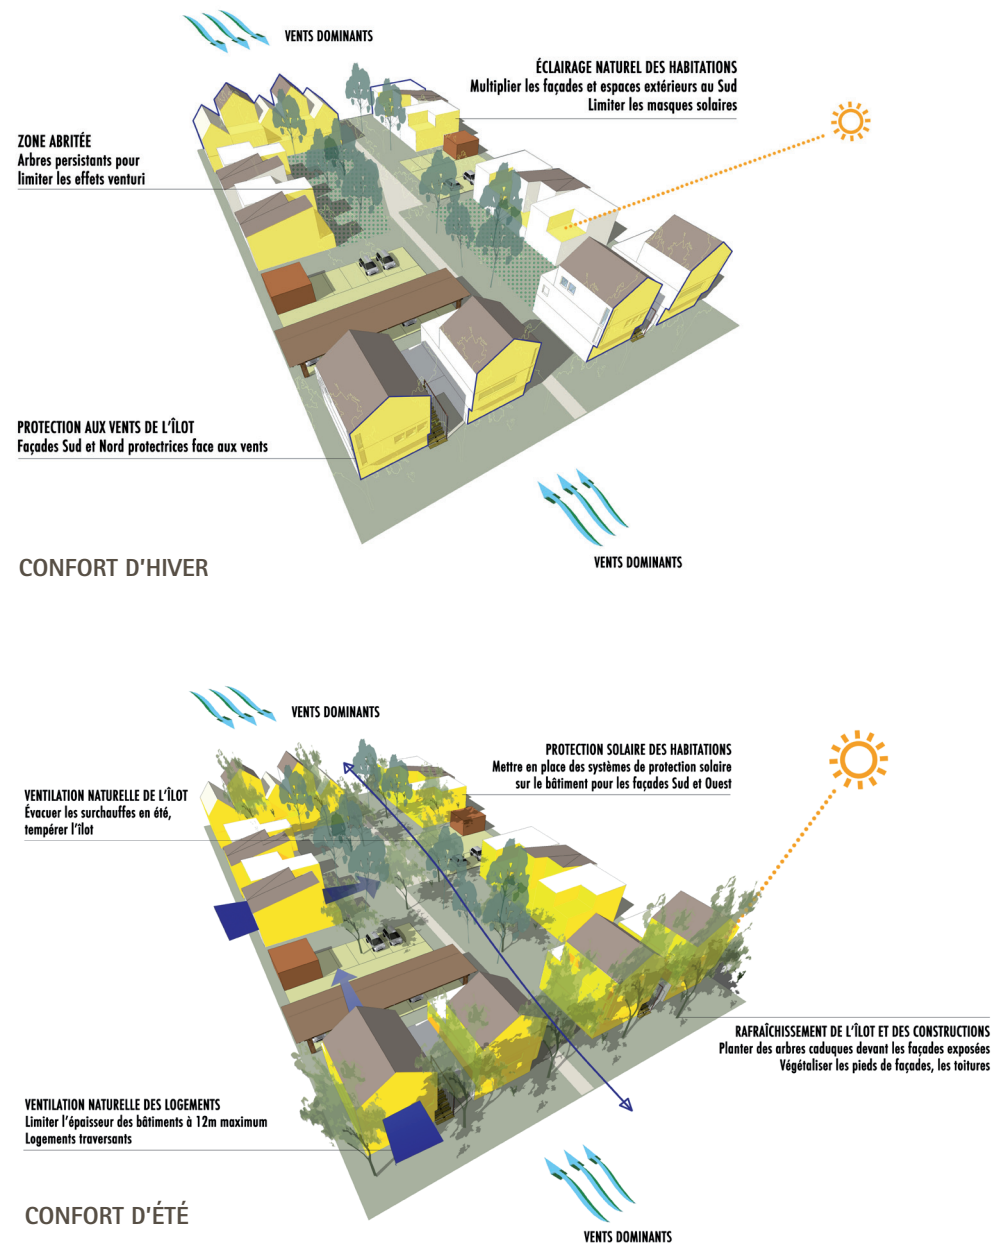 VENTS DOMINANTS
ÉCLAIRAGE NATUREL DES HABITATIONS
Multiplier les façades et espaces extérieurs au Sud
Limiter les masques solaires
ZONE ABRITÉE
Arbres persistants pour
limiter les effets venturi
PROTECTION AUX VENTS DE L'ÎLOT
Façades Sud et Nord protectrices face aux vents
VENTS DOMINANTS
CONFORT D'HIVER
VENTS DOMINANTS
PROTECTION SOLAIRE DES HABITATIONS
Mettre en place des systèmes de protection solaire
sur le bâtiment pour les façades Sud et Ouest
VENTILATION NATURELLE DE L'ÎLOT
Évacuer les surchauffes en été,
tempérer l'îlot
RAFRAÎCHISSEMENT DE L'ÎLOT ET DES CONSTRUCTIONS
Planter des arbres caduques devant les façades exposées
Végétaliser les pieds de façades, les toitures
VENTILATION NATURELLE DES LOGEMENTS
Limiter l'épaisseur des bâtiments à 12m maximum
Logements traversants
CONFORT D'ÉTÉ
VENTS DOMINANTS